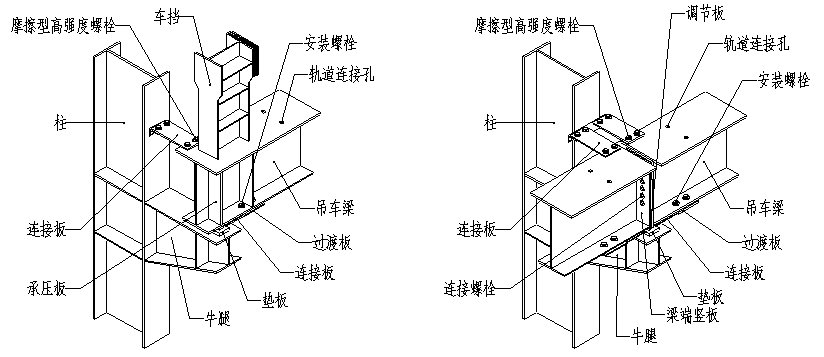 车挡
摩擦型高强度螺栓
安装螺栓
轨道连接孔
柱
连接板
吊车梁
过渡板
连接板
承压板
垫板
牛腿
调节板
摩擦型高强度螺栓
轨道连接孔
安装螺栓
柱
吊车梁
连接板
过渡板
连接板
连接螺栓
垫板
梁端竖板
牛腿